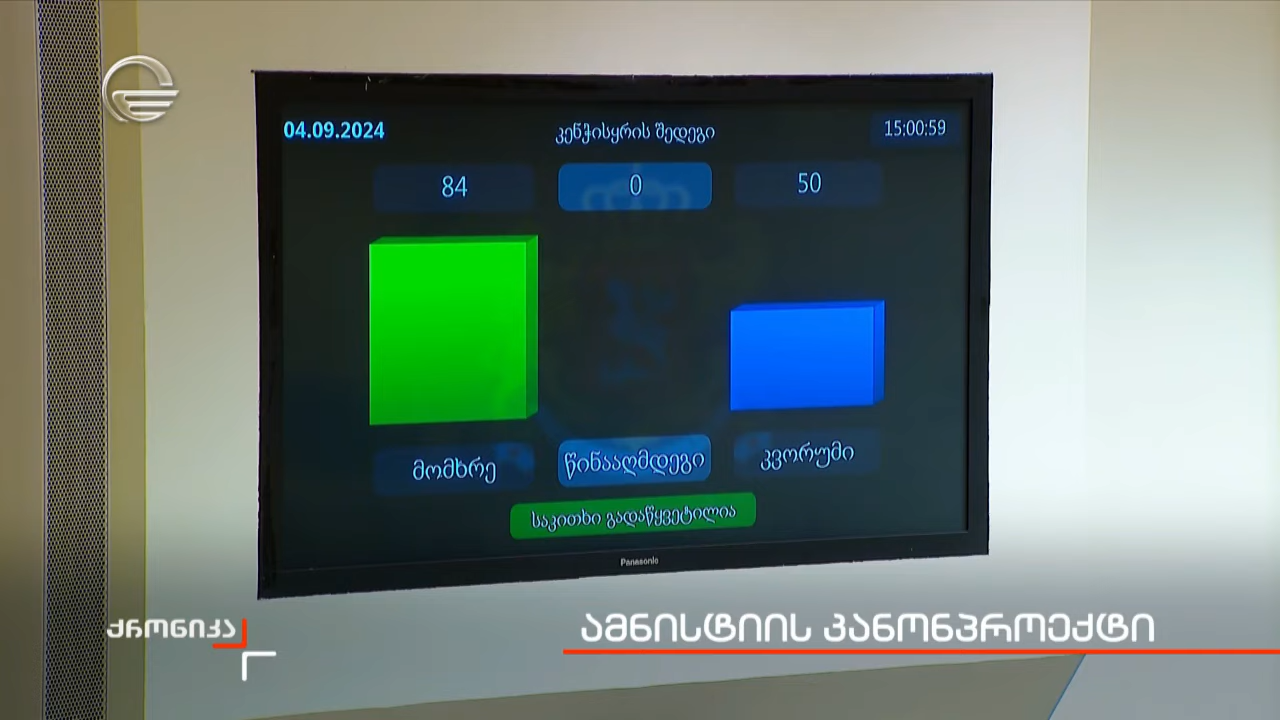 04.09.2024
კენჭისყრის შედეგი
15:00:59
84
0
50
მომხრე
წინააღმდეგი
კვორუმი
საკითხი გადაწყვეტილია
Panasonic
ქრონიკა
ამნისტიის კანონპროექტი